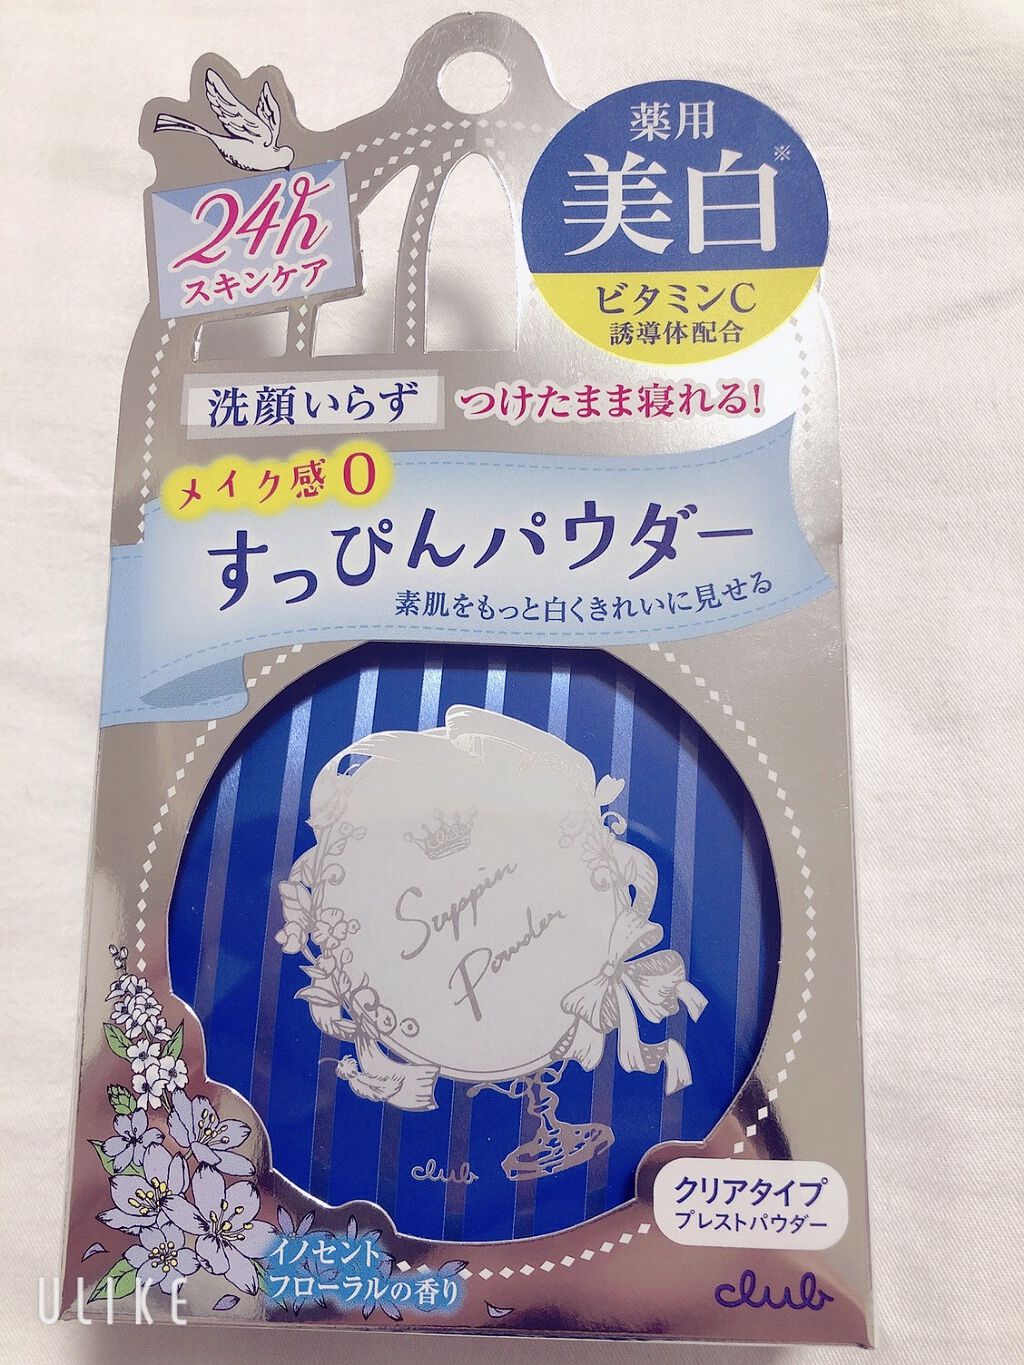 薬用
美白※
ビタミンC
誘導体配合
24h
スキンケア
洗顔いらず
つけたまま寝れる!
メイク感0
すっぴんパウダー
素肌をもっと白くきれいに見せる
Suppin
Powder
club
クリアタイプ
プレストパウダー
イノセント
フローラルの香り
club
ULIKE